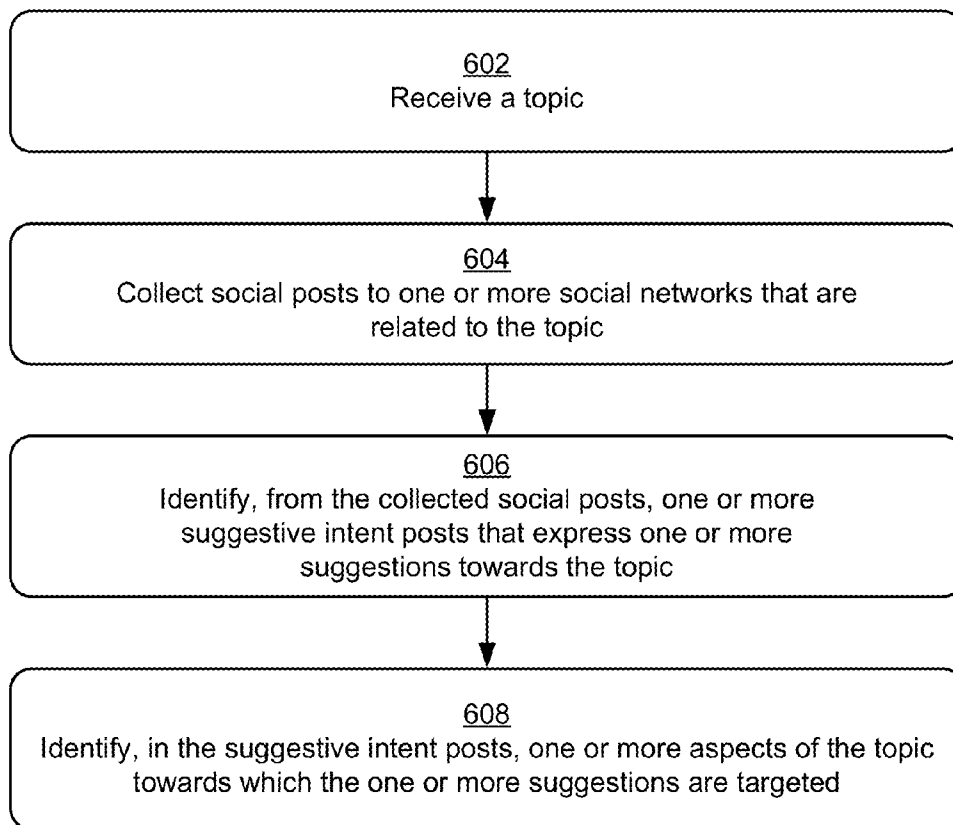 602
Receive a topic
604
Collect social posts to one or more social networks that are
related to the topic
606
Identify, from the collected social posts, one or more
suggestive intent posts that express one or more
suggestions towards the topic
608
Identify, in the suggestive intent posts, one or more aspects of the topic
towards which the one or more suggestions are targeted